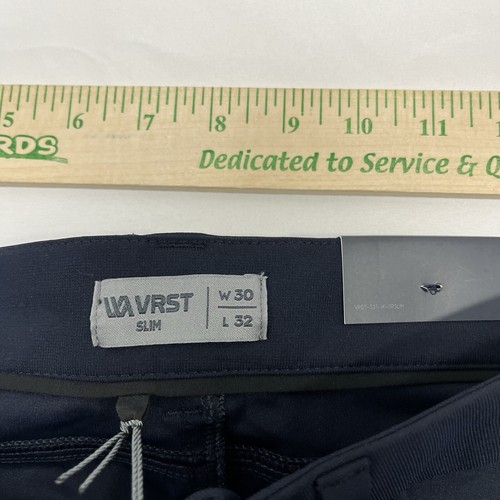 5 6 7 8 9 10 11
RDS
Dedicated to Service & Q
VRST
SLIM
W 30
L 32